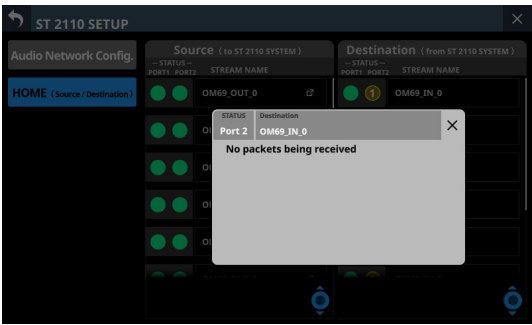 ST 2110 SETUP
Audio Network Config.
HOME ( Source / Destination )
Source ( to ST 2110 SYSTEM )
-- STATUS --
PORT1 PORT2 STREAM NAME
OM69_OUT_0
Destination ( from ST 2110 SYSTEM )
-- STATUS --
PORT1 PORT2 STREAM NAME
1 OM69_IN_0
STATUS Destination
Port 2 OM69_IN_0
No packets being received